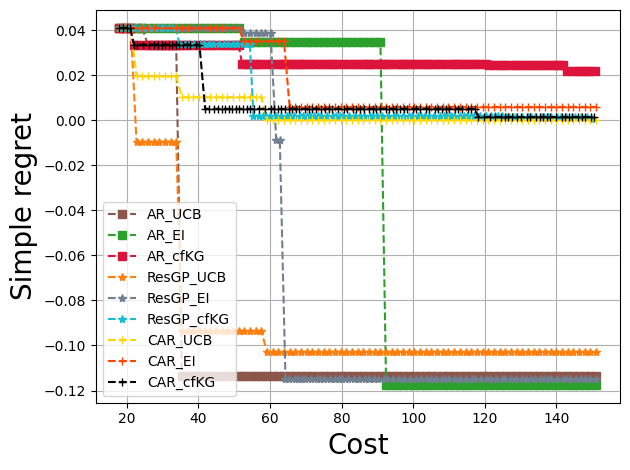 Simple regret
0.04
0.02
0.00
−0.02
−0.04
−0.06
−0.08
−0.10
−0.12
AR_UCB
AR_EI
AR_cfKG
ResGP_UCB
ResGP_EI
ResGP_cfKG
CAR_UCB
CAR_EI
CAR_cfKG
20 40 60 80 100 120 140
Cost